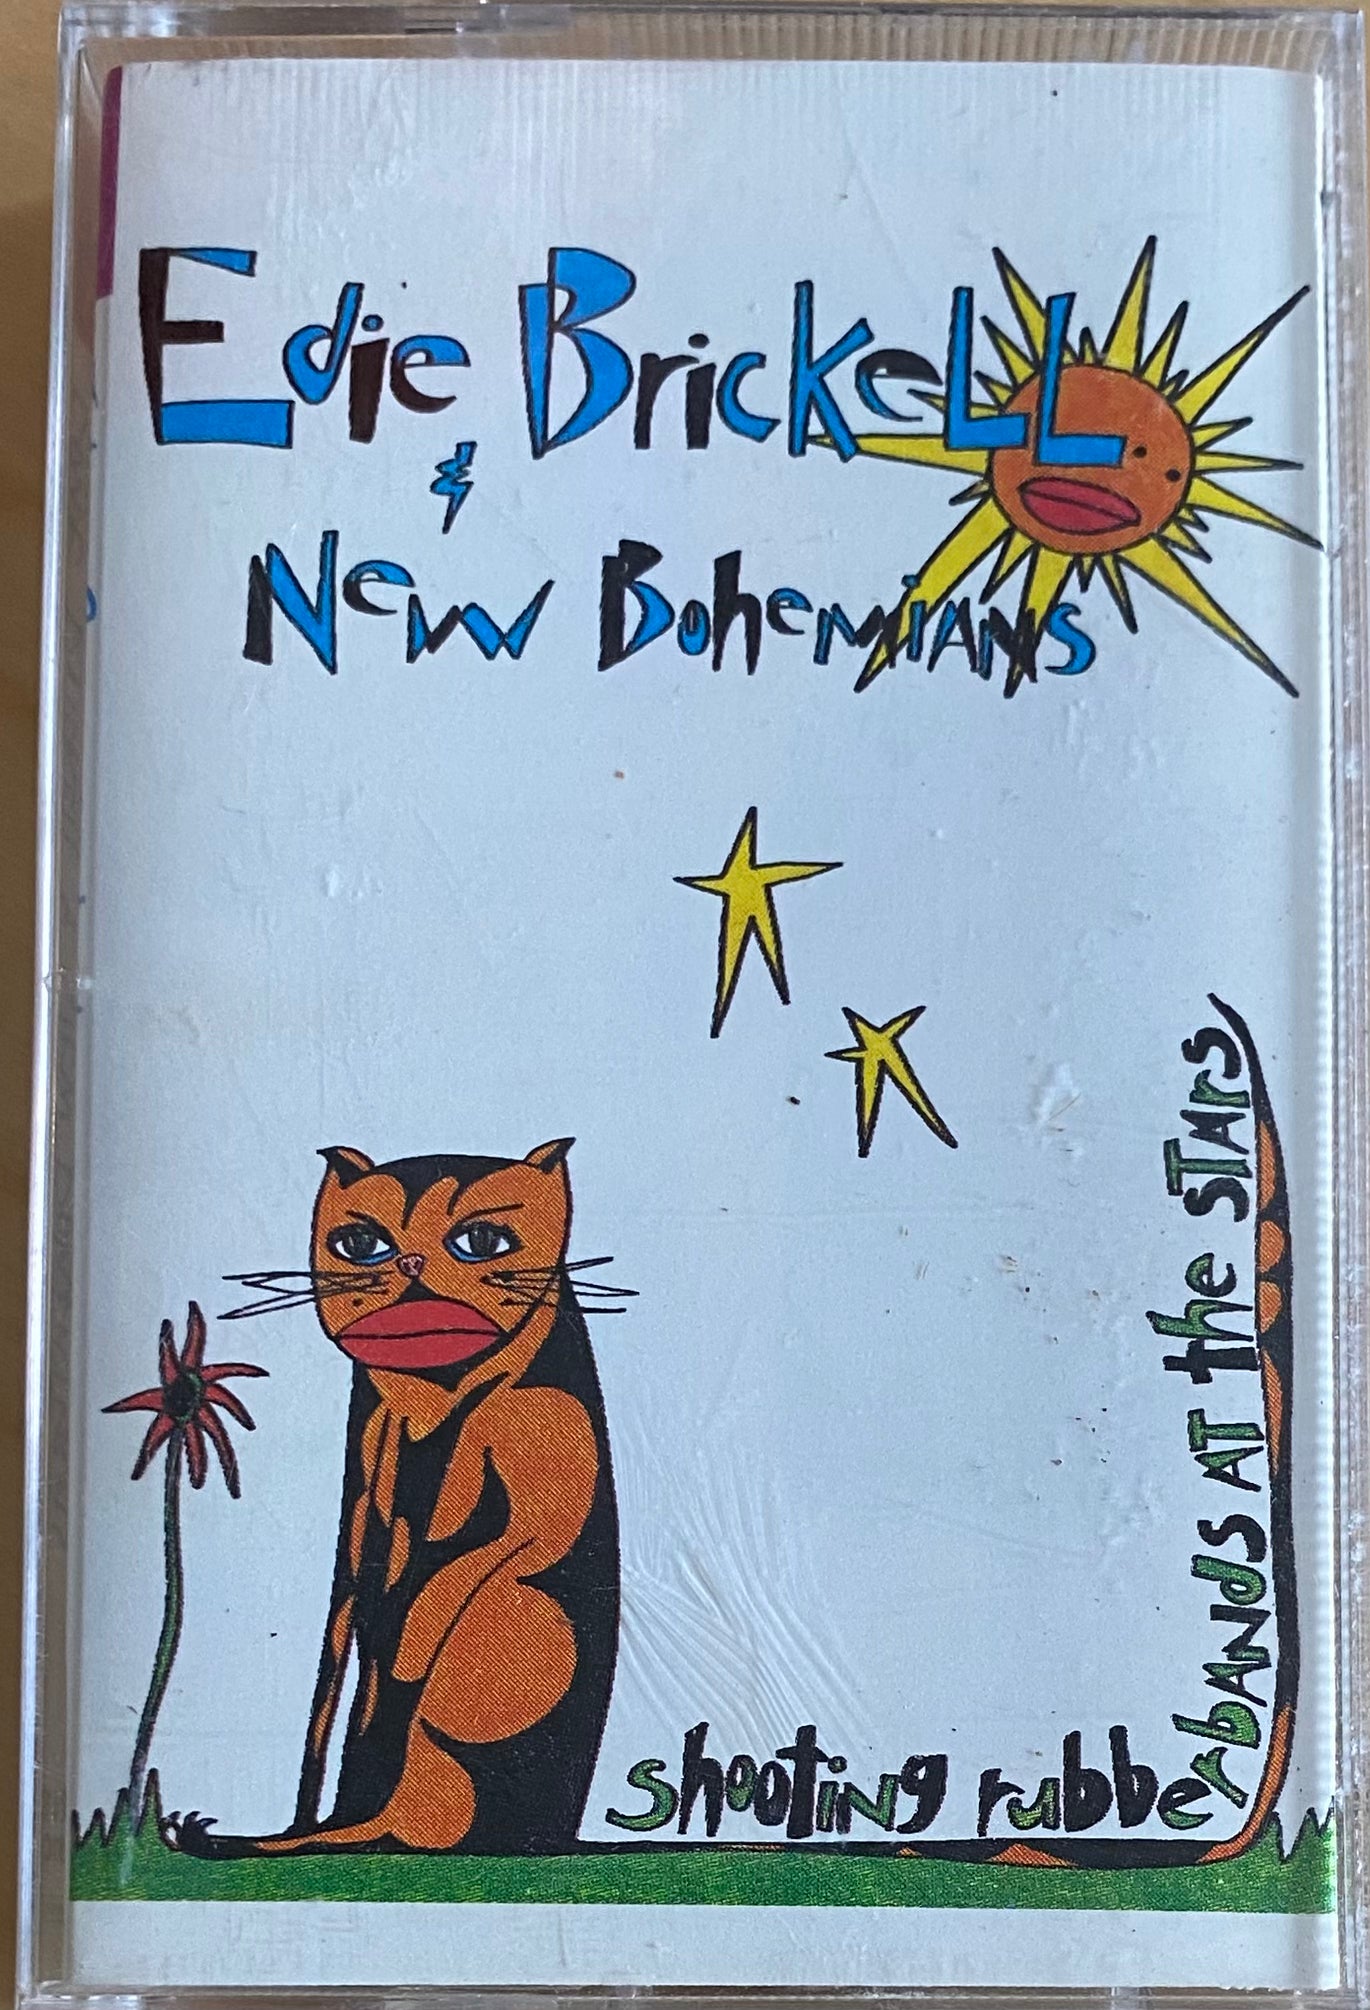 Edie Brickell
&
New Bohemians
shooting rubberbands at the stars